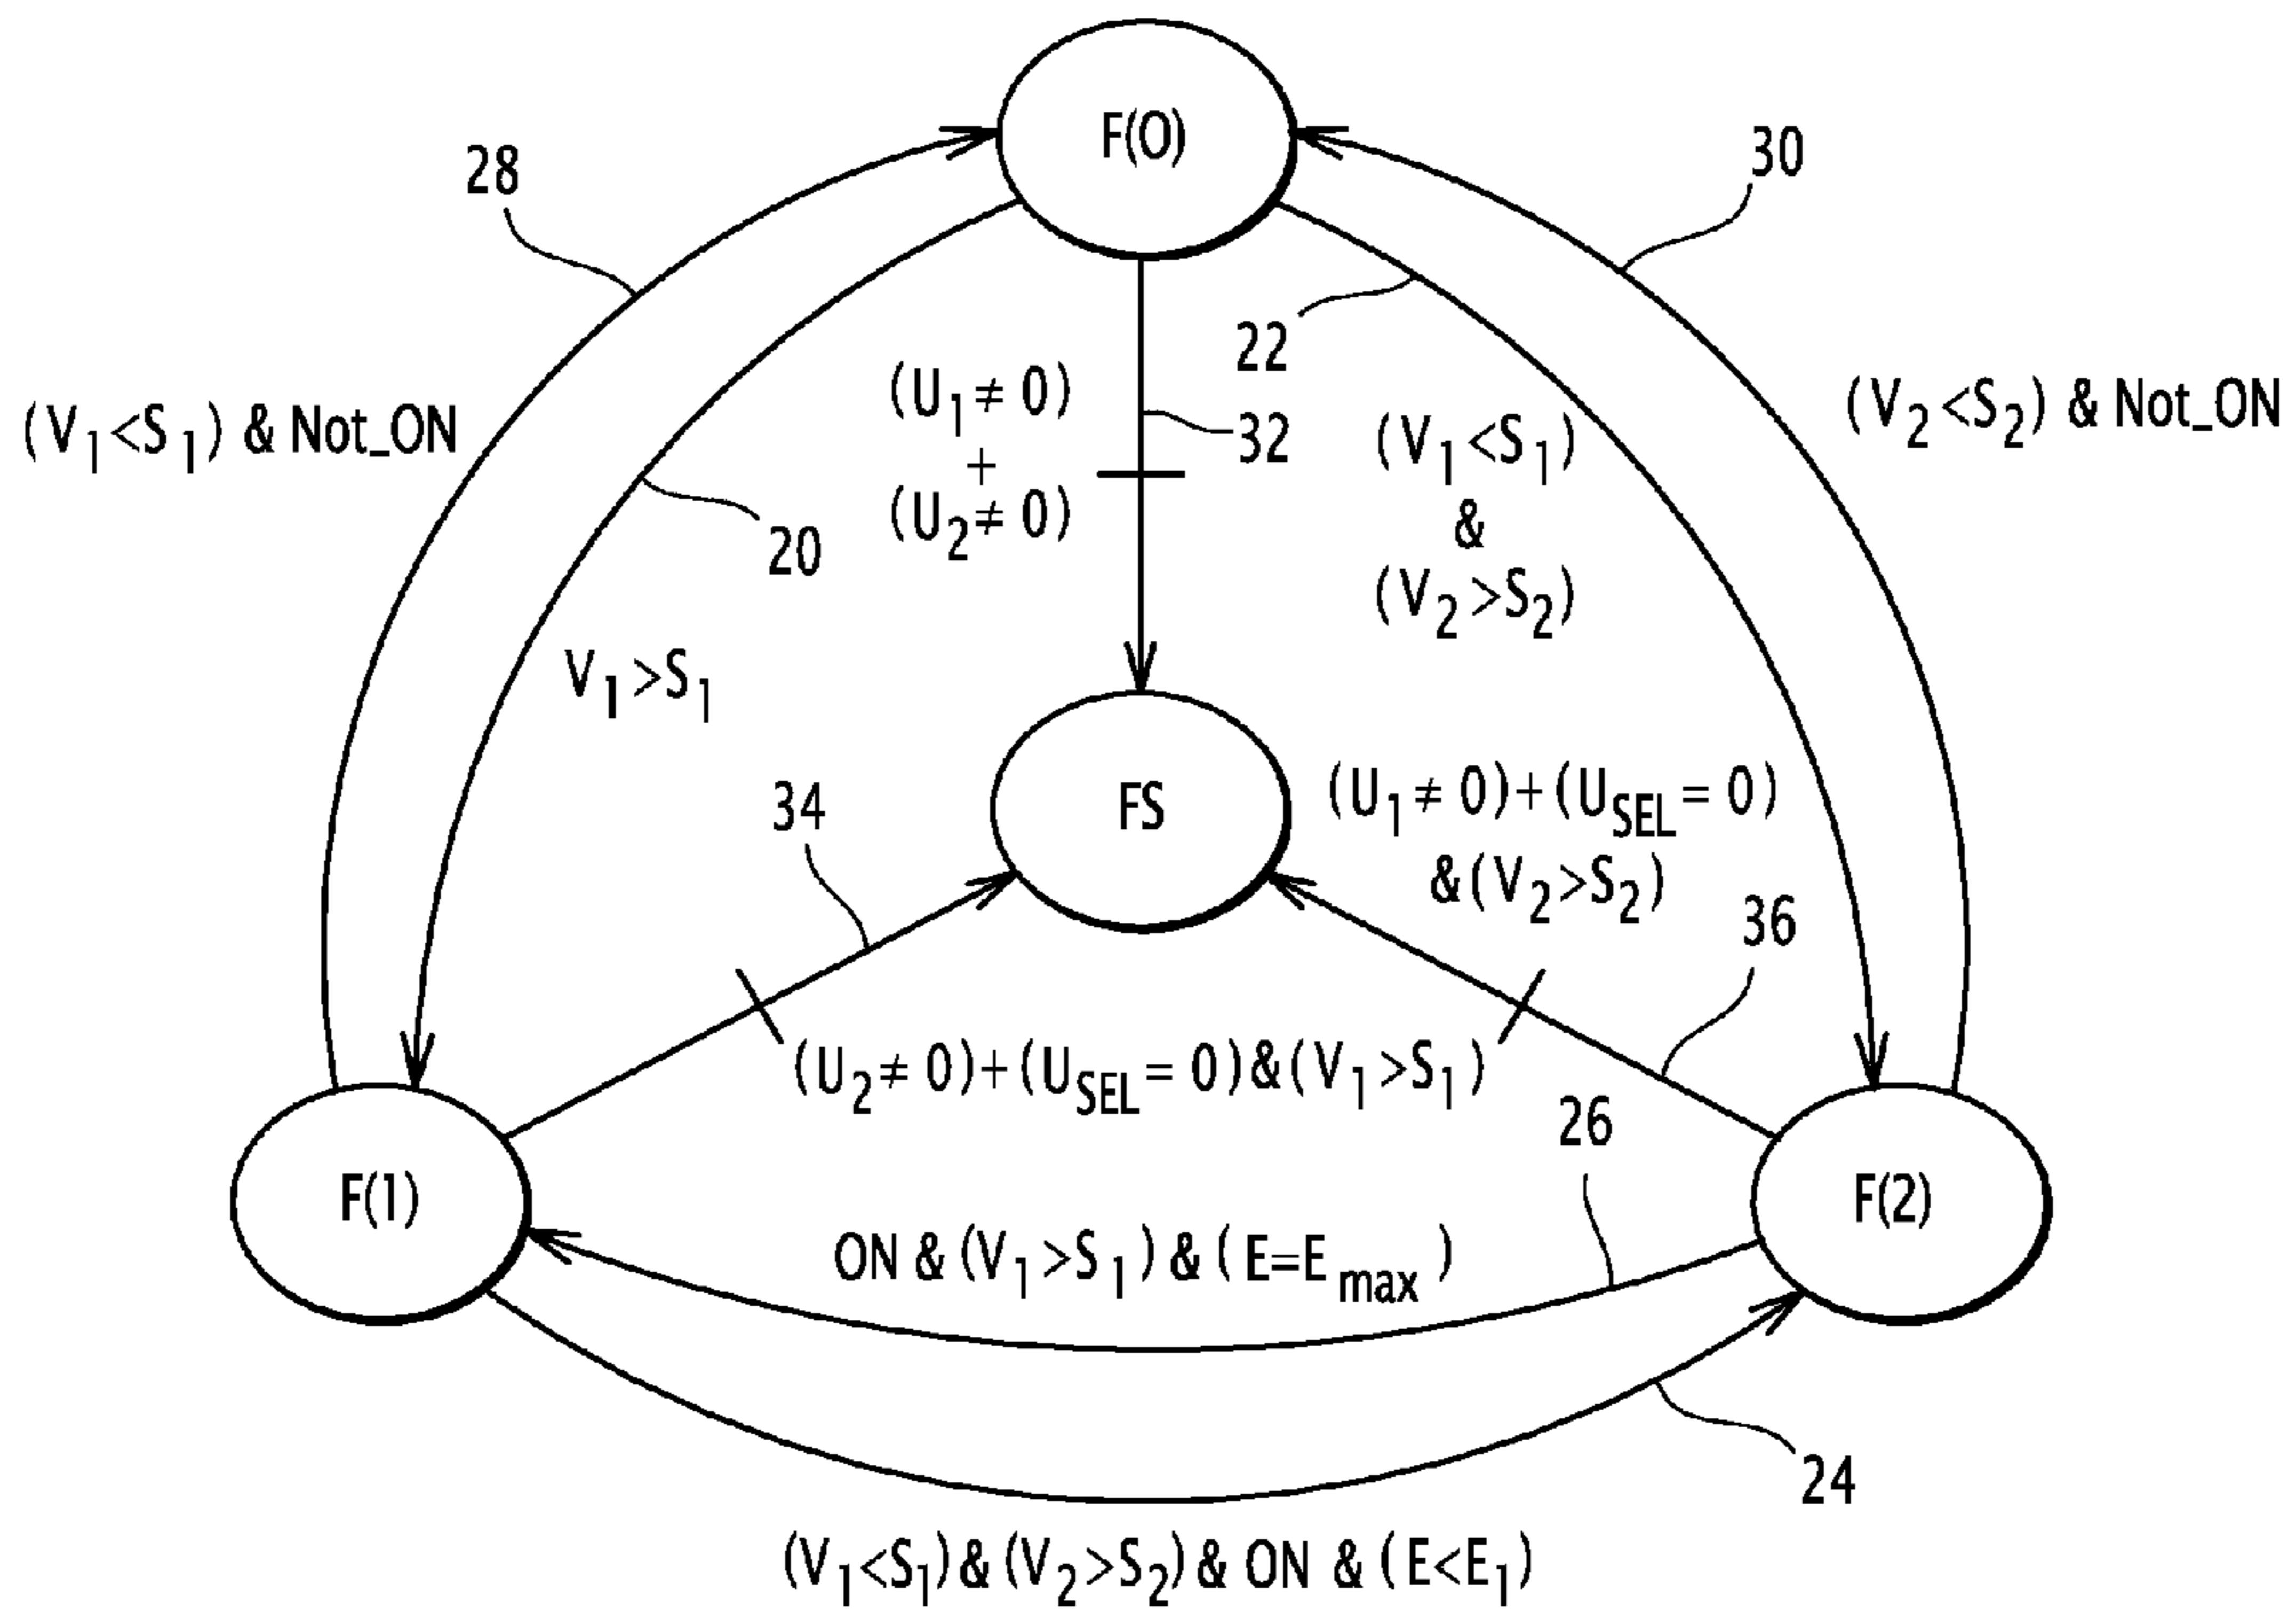 F(0)
28
30
22
(U1 ≠ 0)
+
(U2 ≠ 0)
32
(V1<S1)
&
(V2>S2)
(V1<S1) & Not_ON
(V2<S2) & Not_ON
20
V1>S1
34
FS
(U1 ≠ 0)+(USEL= 0)
&(V2>S2)
36
(U2 ≠ 0)+(USEL= 0)&(V1>S1)
26
F(1)
F(2)
ON & (V1>S1) & (E=Emax)
24
(V1<S1)& (V2>S2)& ON & (E<E1)